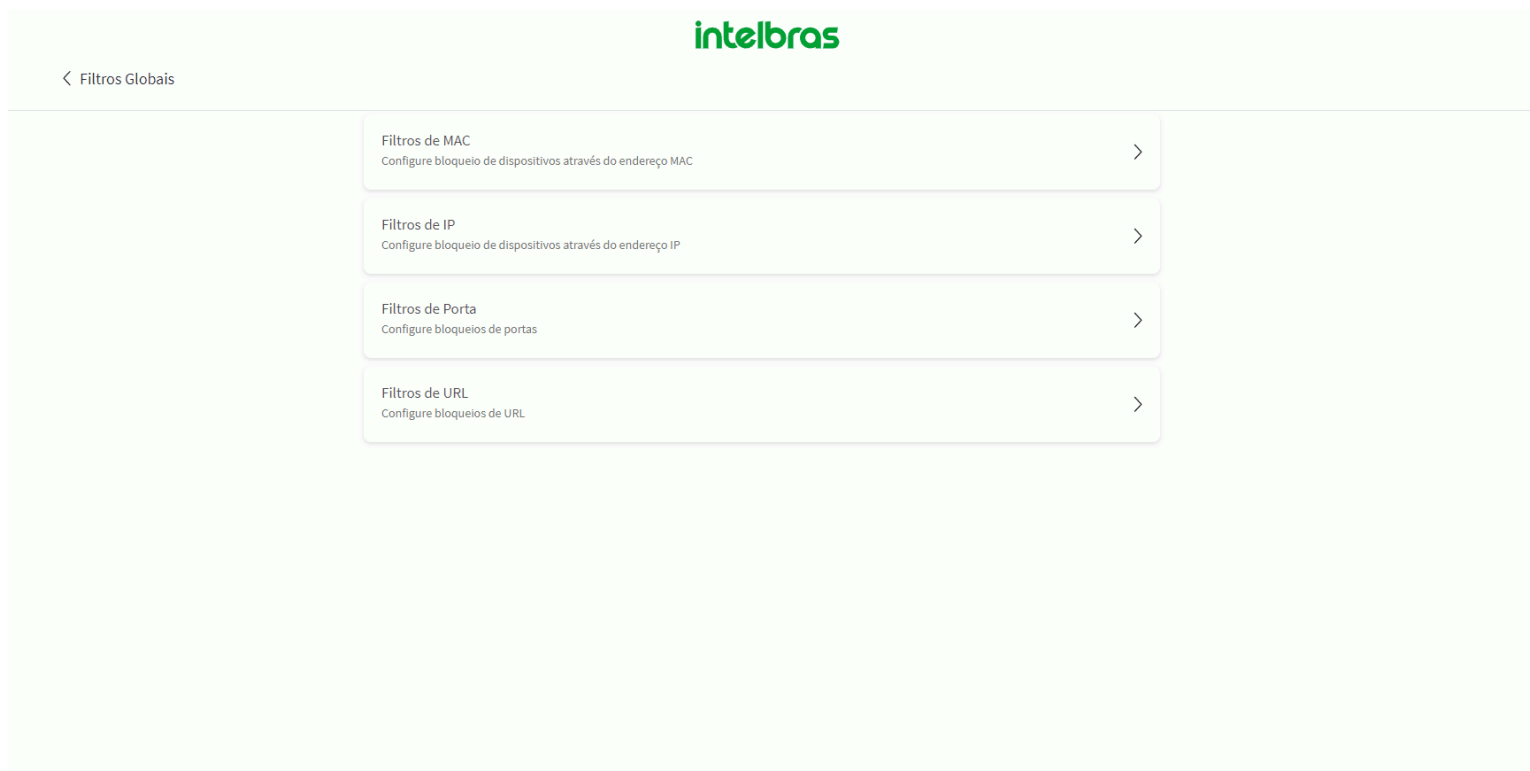 intelbras
Filtros Globais
Filtros de MAC
Configure bloqueio de dispositivos através do endereço MAC
Filtros de IP
Configure bloqueio de dispositivos através do endereço IP
Filtros de Porta
Configure bloqueios de portas
Filtros de URL
Configure bloqueios de URL